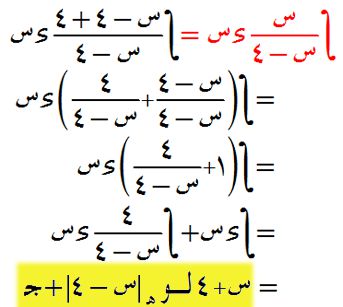 ∫ س/(س − ٤) ءس = ∫ (س − ٤ + ٤)/(س − ٤) ءس
= ∫ ((س − ٤)/(س − ٤) + ٤/(س − ٤)) ءس
= ∫ (١ + ٤/(س − ٤)) ءس
= ∫ ءس + ∫ ٤/(س − ٤) ءس
= س + ٤ لـوهـ |س − ٤| + جـ